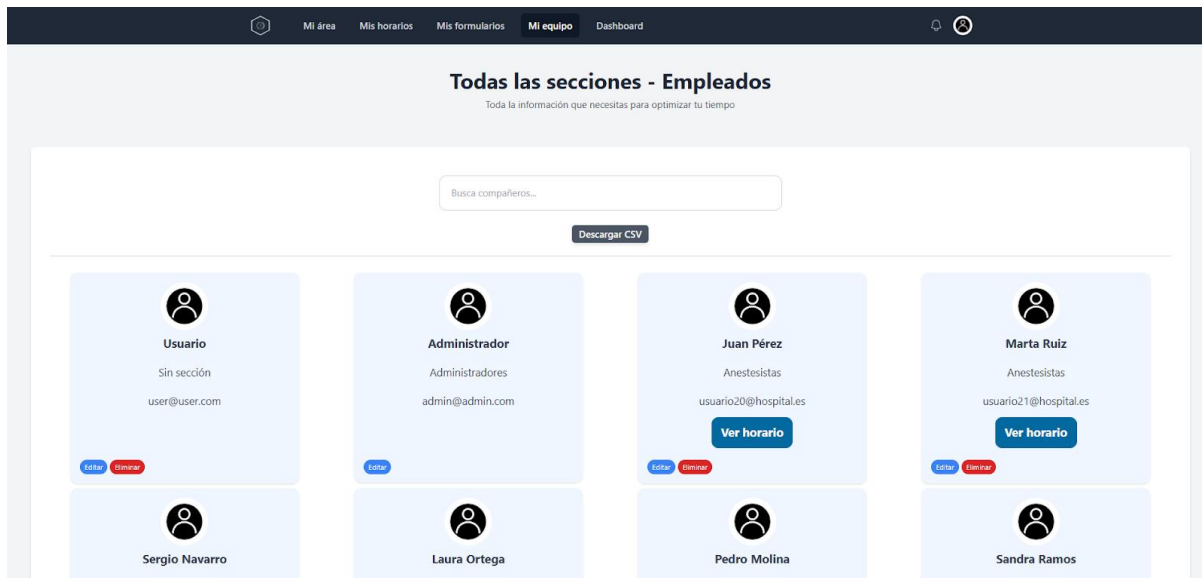 Mi área Mis horarios Mis formularios Mi equipo Dashboard
Todas las secciones - Empleados
Toda la información que necesitas para optimizar tu tiempo
Busca compañeros...
Descargar CSV
Usuario
Sin sección
user@user.com
Editar Eliminar
Administrador
Administradores
admin@admin.com
Editar
Juan Pérez
Anestesistas
usuario20@hospital.es
Ver horario
Editar Eliminar
Marta Ruiz
Anestesistas
usuario21@hospital.es
Ver horario
Editar Eliminar
Sergio Navarro
Laura Ortega
Pedro Molina
Sandra Ramos